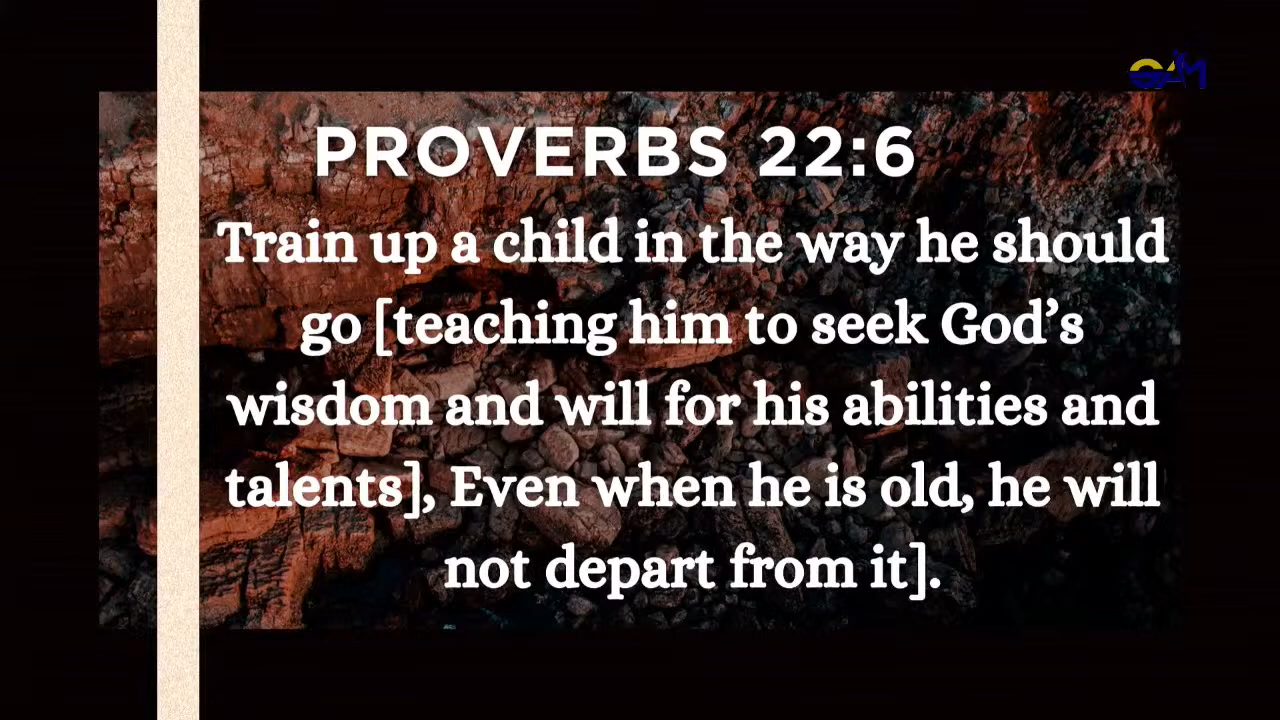 PROVERBS 22:6
Train up a child in the way he should
go [teaching him to seek God’s
wisdom and will for his abilities and
talents], Even when he is old, he will
not depart from it].